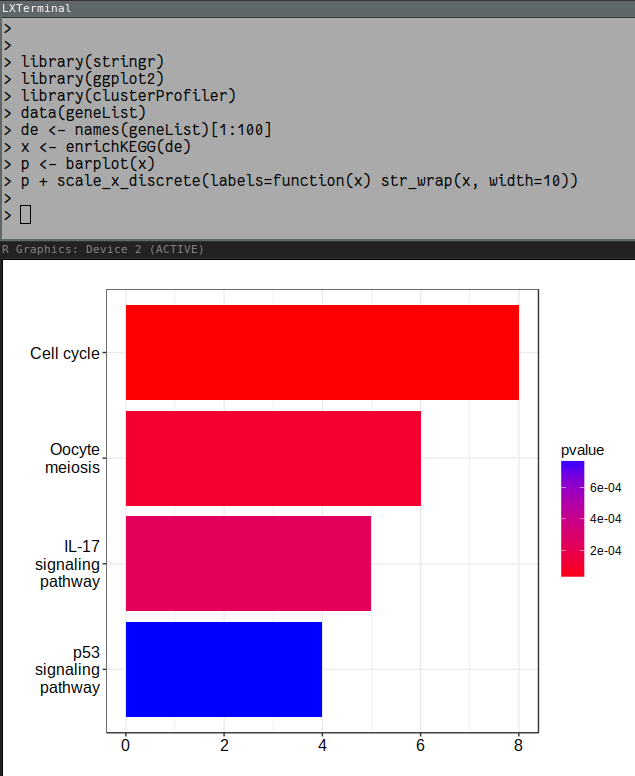 LXTerminal
>
>
> library(stringr)
> library(ggplot2)
> library(clusterProfiler)
> data(geneList)
> de <- names(geneList)[1:100]
> x <- enrichKEGG(de)
> p <- barplot(x)
> p + scale_x_discrete(labels=function(x) str_wrap(x, width=10))
>
>
R Graphics: Device 2 (ACTIVE)
Cell cycle
Oocyte
meiosis
IL-17
signaling
pathway
p53
signaling
pathway
0 2 4 6 8
pvalue
6e-04
4e-04
2e-04